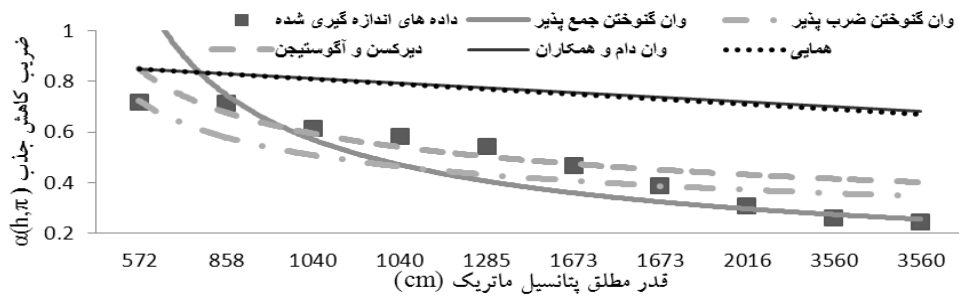 داده های اندازه گیری شده وان گنوختن جمع پذیر وان گنوختن ضرب پذیر
دیرکسن و آگوستیجن وان دام و همکاران همایی
ضریب کاهش جذب α(h,π)
1
0.8
0.6
0.4
0.2
572 858 1040 1040 1285 1673 1673 2016 3560 3560
قدر مطلق پتانسیل ماتریک (cm)